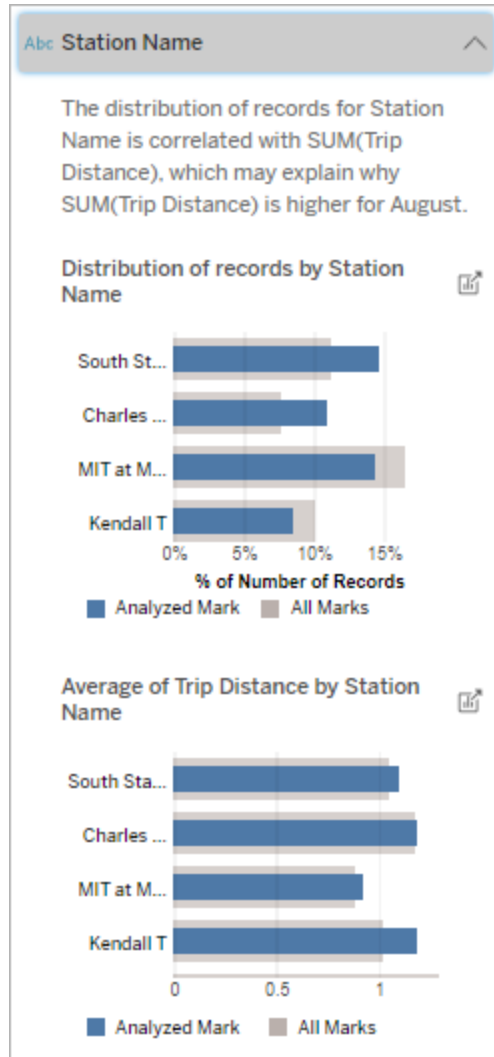 Abc Station Name
The distribution of records for Station
Name is correlated with SUM(Trip
Distance), which may explain why
SUM(Trip Distance) is higher for August.
Distribution of records by Station
Name
South St...
Charles ...
MIT at M...
Kendall T
0% 5% 10% 15%
% of Number of Records
Analyzed Mark All Marks
Average of Trip Distance by Station
Name
South Sta...
Charles ...
MIT at M...
Kendall T
0 0.5 1
Analyzed Mark All Marks